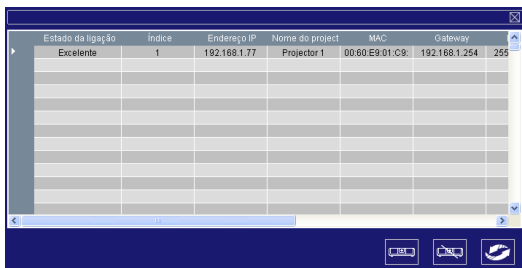 Estado da ligação Índice Endereço IP Nome do project MAC Gateway
Excelente 1 192.168.1.77 Projector 1 00:60:E9:01:C9: 192.168.1.254 255